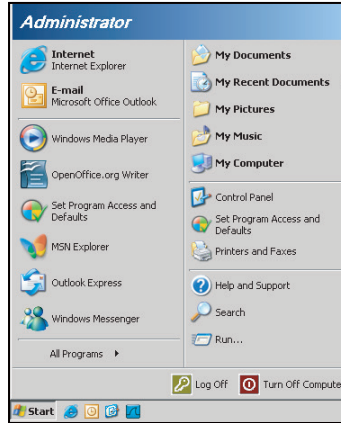 Administrator
Internet
Internet Explorer
E-mail
Microsoft Office Outlook
Windows Media Player
OpenOffice.org Writer
Set Program Access and
Defaults
MSN Explorer
Outlook Express
Windows Messenger
All Programs
My Documents
My Recent Documents
My Pictures
My Music
My Computer
Control Panel
Set Program Access and
Defaults
Printers and Faxes
Help and Support
Search
Run...
Log Off
Turn Off Compute
Start